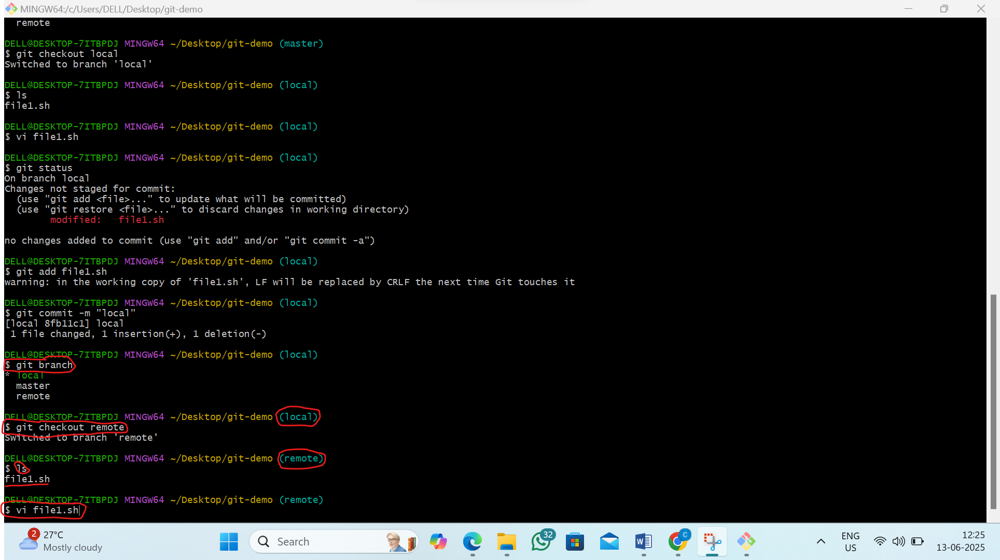 MINGW64:/c/Users/DELL/Desktop/git-demo
remote
DELL@DESKTOP-7ITBPDJ MINGW64 ~/Desktop/git-demo (master)
$ git checkout local
Switched to branch 'local'
DELL@DESKTOP-7ITBPDJ MINGW64 ~/Desktop/git-demo (local)
$ ls
file1.sh
DELL@DESKTOP-7ITBPDJ MINGW64 ~/Desktop/git-demo (local)
$ vi file1.sh
DELL@DESKTOP-7ITBPDJ MINGW64 ~/Desktop/git-demo (local)
$ git status
On branch local
Changes not staged for commit:
  (use "git add <file>..." to update what will be committed)
  (use "git restore <file>..." to discard changes in working directory)
        modified:   file1.sh
no changes added to commit (use "git add" and/or "git commit -a")
DELL@DESKTOP-7ITBPDJ MINGW64 ~/Desktop/git-demo (local)
$ git add file1.sh
warning: in the working copy of 'file1.sh', LF will be replaced by CRLF the next time Git touches it
DELL@DESKTOP-7ITBPDJ MINGW64 ~/Desktop/git-demo (local)
$ git commit -m "local"
[local 8fb11c1] local
 1 file changed, 1 insertion(+), 1 deletion(-)
DELL@DESKTOP-7ITBPDJ MINGW64 ~/Desktop/git-demo (local)
$ git branch
* local
  master
  remote
DELL@DESKTOP-7ITBPDJ MINGW64 ~/Desktop/git-demo (local)
$ git checkout remote
Switched to branch 'remote'
DELL@DESKTOP-7ITBPDJ MINGW64 ~/Desktop/git-demo (remote)
$ ls
file1.sh
DELL@DESKTOP-7ITBPDJ MINGW64 ~/Desktop/git-demo (remote)
$ vi file1.sh
2
27°C
Mostly cloudy
Search
32
W
C
ENG
US
12:25
13-06-2025